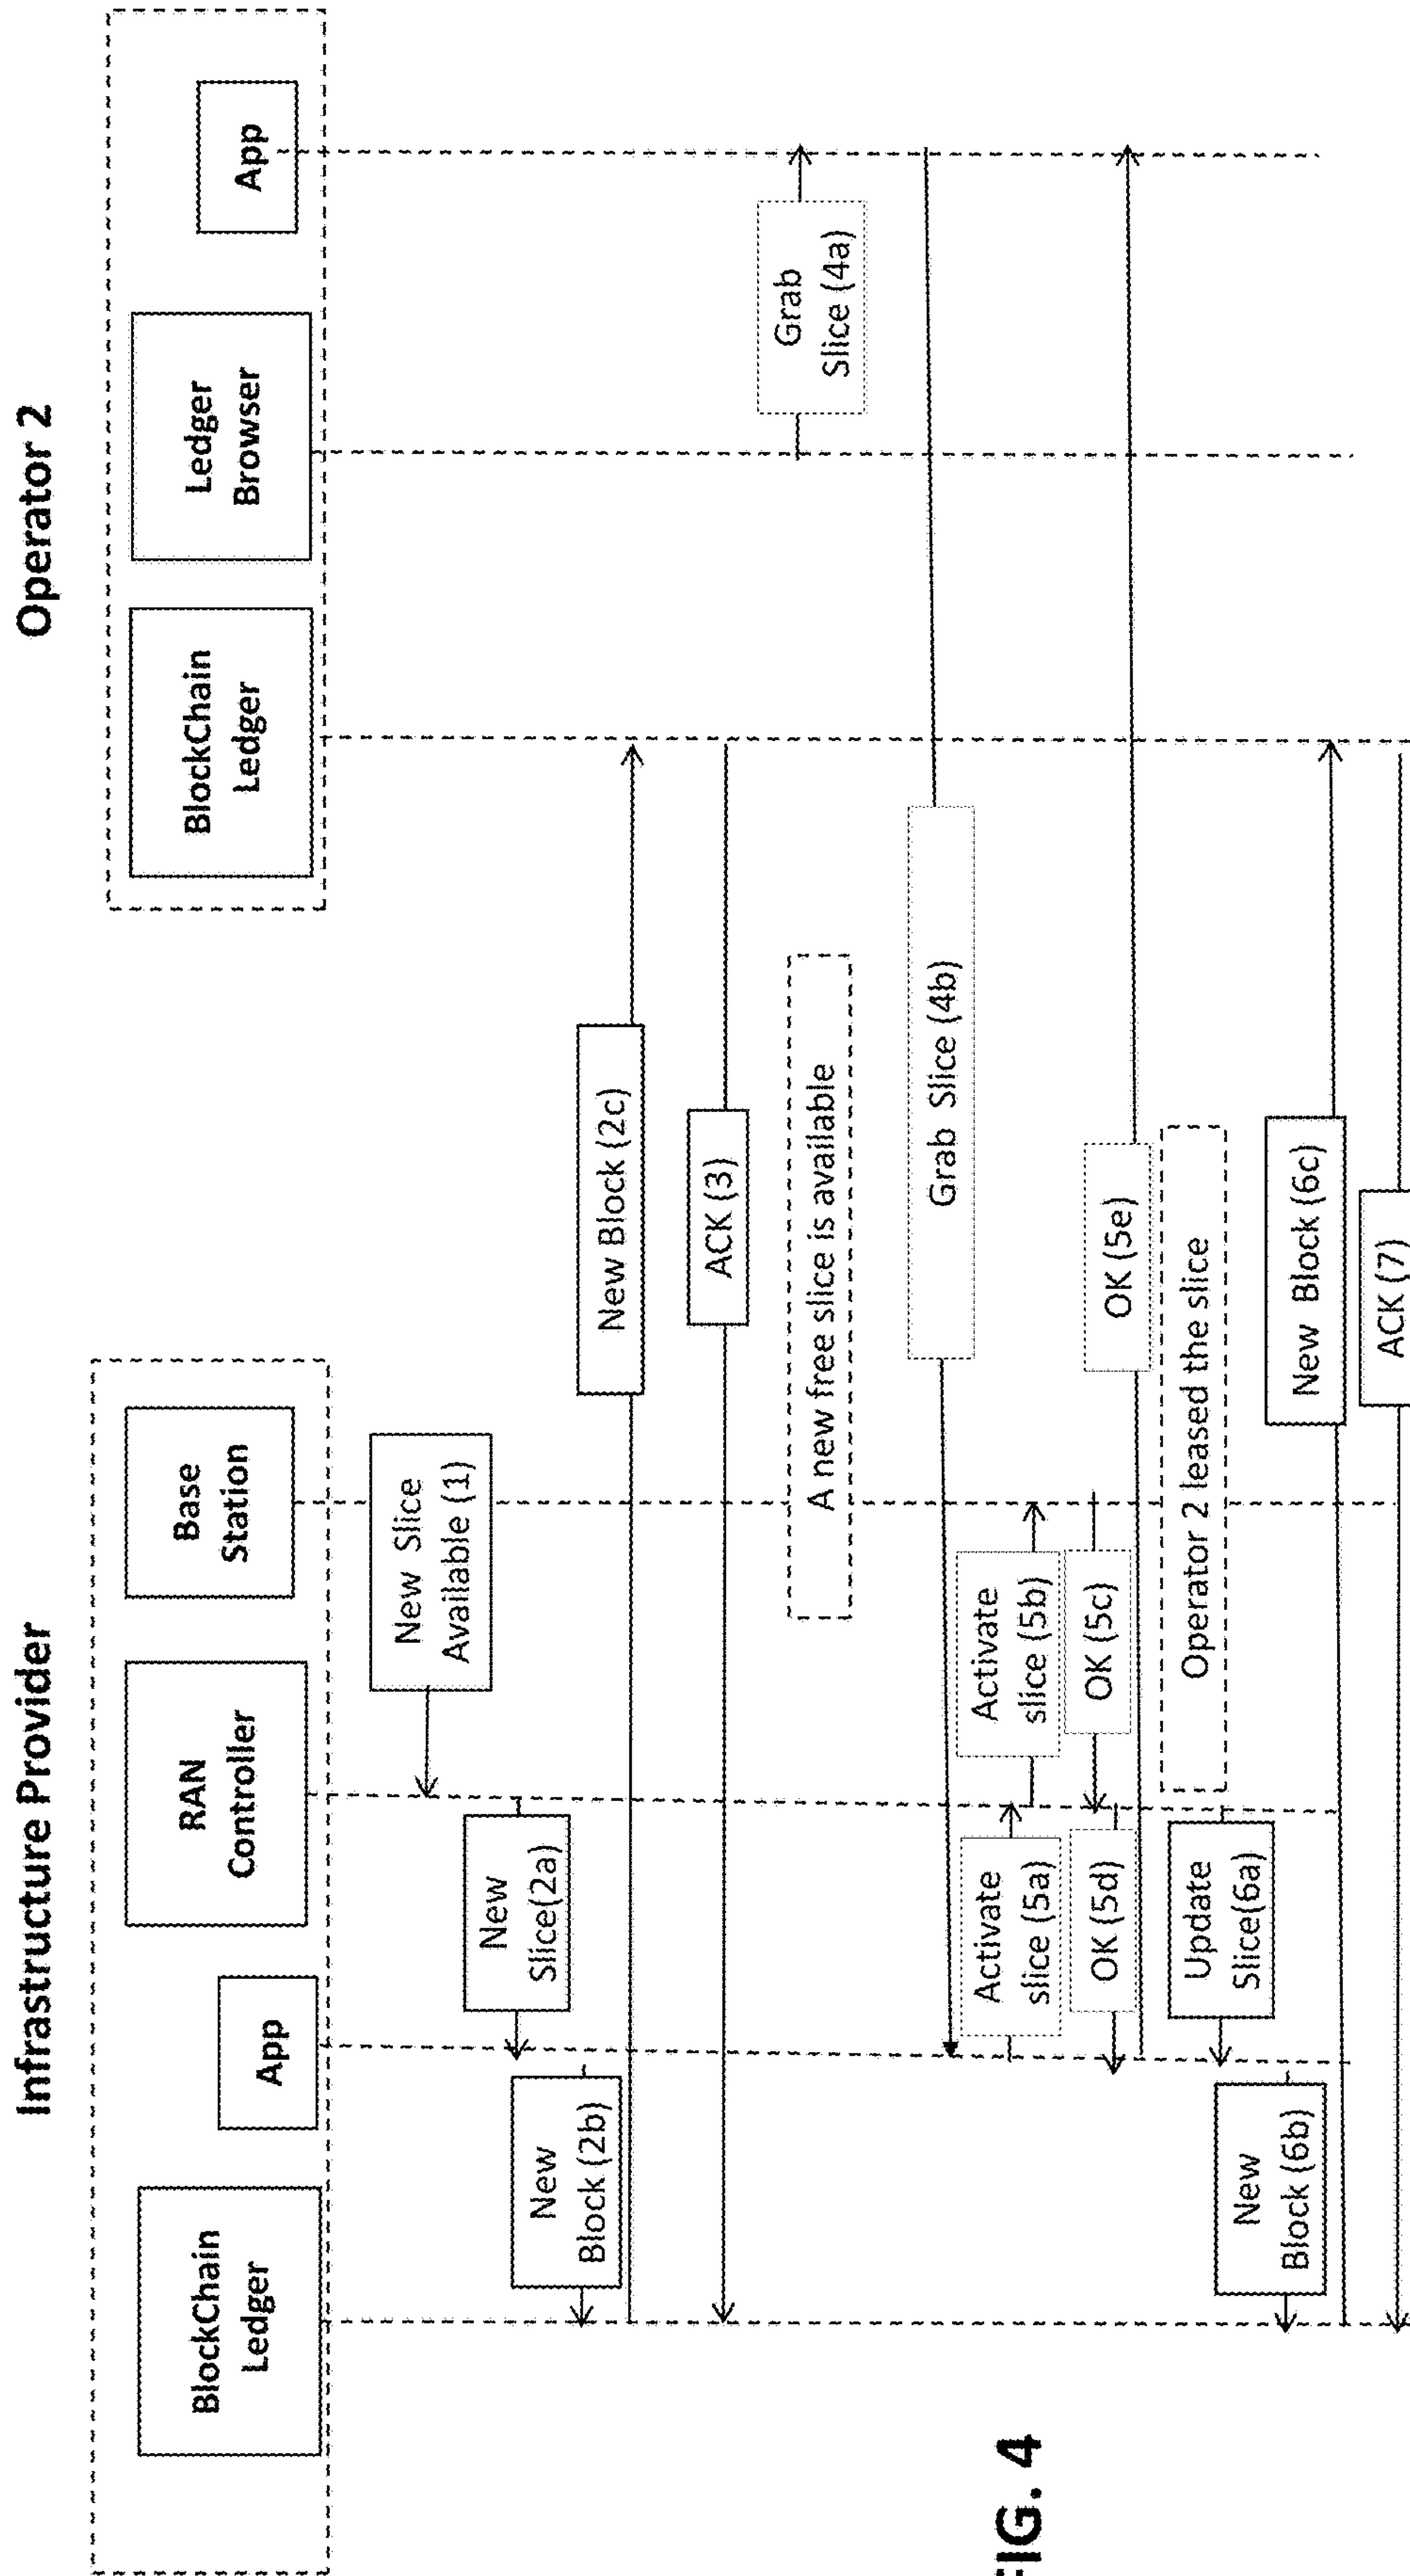 Infrastructure Provider
Operator 2
BlockChain
Ledger
App
RAN
Controller
Base
Station
BlockChain
Ledger
Ledger
Browser
App
New Slice
Available (1)
New
Slice(2a)
New
Block (2b)
New Block (2c)
ACK (3)
A new free slice is available
Grab
Slice (4a)
Grab Slice (4b)
Activate
slice (5a)
Activate
slice (5b)
OK (5c)
OK (5d)
OK (5e)
Operator 2 leased the slice
Update
Slice(6a)
New
Block (6b)
New Block (6c)
ACK (7)
FIG. 4